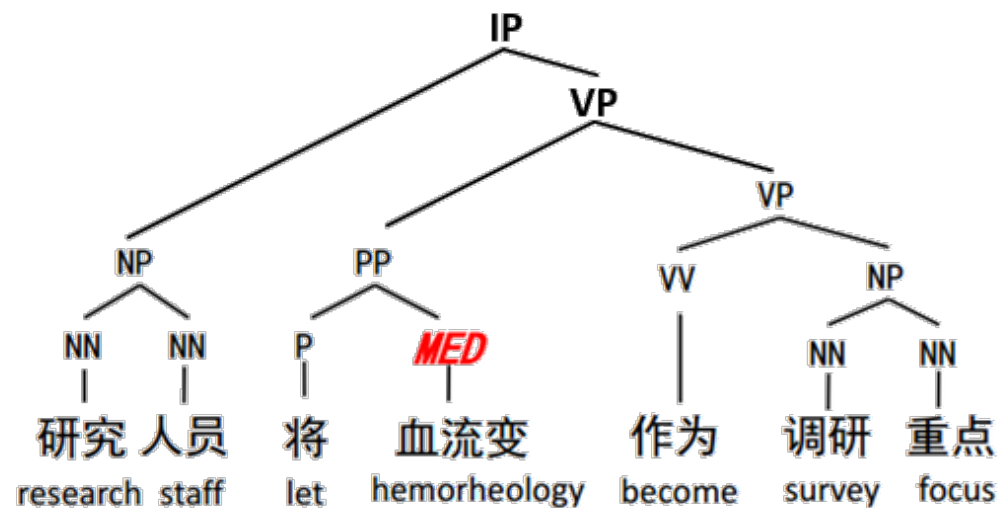 IP
VP
VP
NP PP VV NP
NN NN P MED NN NN
研究 人员 将 血流变 作为 调研 重点
research staff let hemorheology become survey focus